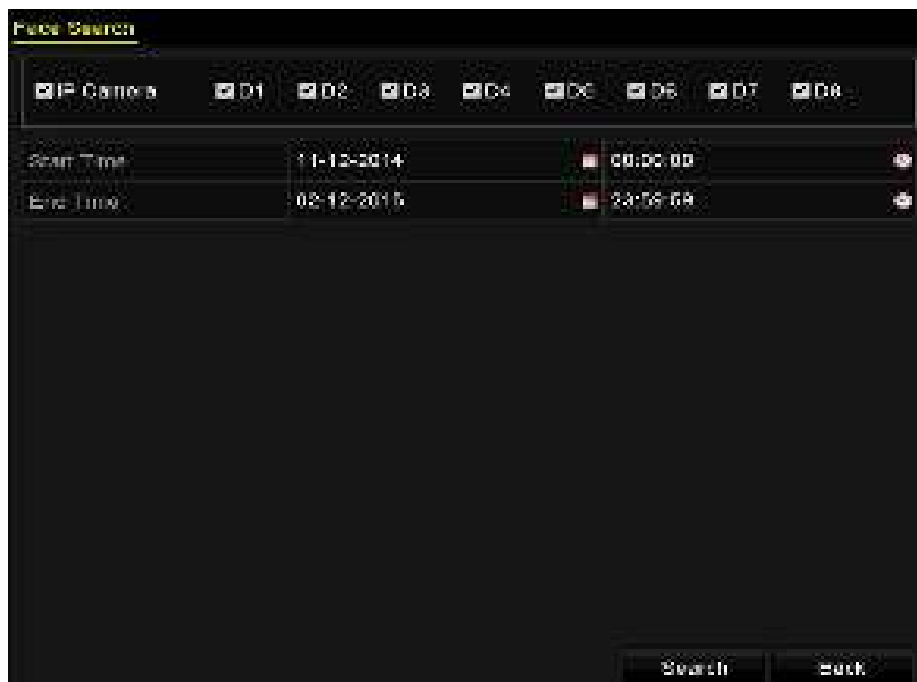 Face Search
IP Camera D1 D2 D3 D4 D5 D6 D7 D8
Start Time 11-12-2014 00:00:00
End Time 02-12-2015 23:59:59
Search Back